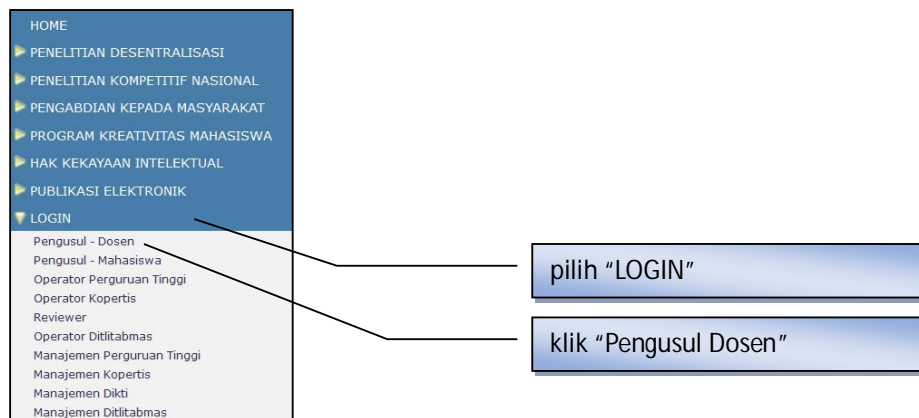 HOME
PENELITIAN DESENTRALISASI
PENELITIAN KOMPETITIF NASIONAL
PENGABDIAN KEPADA MASYARAKAT
PROGRAM KREATIVITAS MAHASISWA
HAK KEKAYAAN INTELEKTUAL
PUBLIKASI ELEKTRONIK
LOGIN
Pengusul - Dosen
Pengusul - Mahasiswa
Operator Perguruan Tinggi
Operator Kopertis
Reviewer
Operator Ditlitabmas
Manajemen Perguruan Tinggi
Manajemen Kopertis
Manajemen Dikti
Manajemen Ditlitabmas
pilih “LOGIN”
klik “Pengusul Dosen”